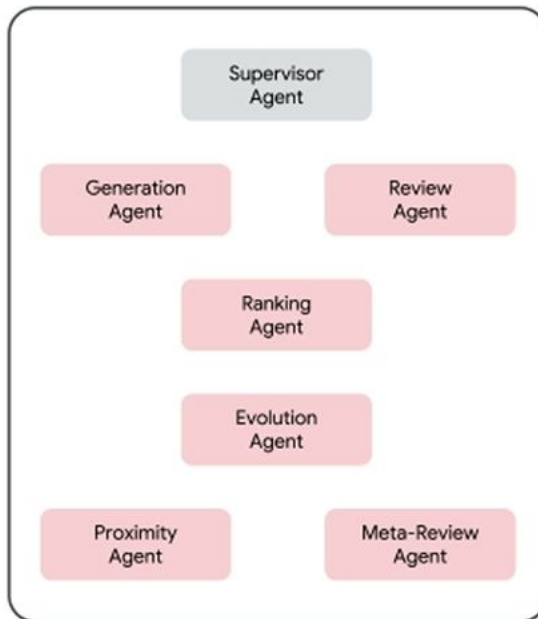 Supervisor
Agent
Generation
Agent
Review
Agent
Ranking
Agent
Evolution
Agent
Proximity
Agent
Meta-Review
Agent